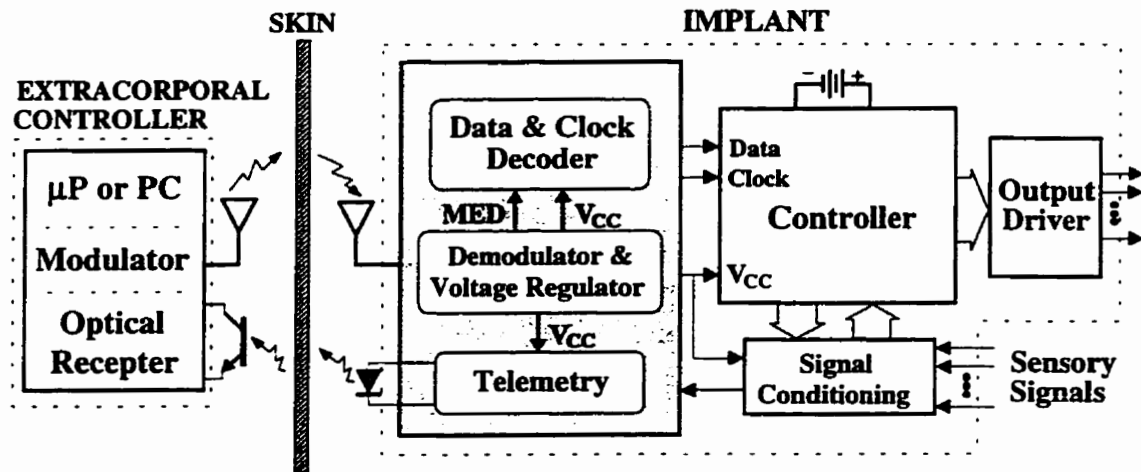 SKIN
IMPLANT
EXTRACORPORAL
CONTROLLER
μP or PC
Modulator
Optical
Recepter
Data & Clock
Decoder
MED
VCC
Demodulator &
Voltage Regulator
VCC
Telemetry
- +
Data
Clock
Controller
VCC
Output
Driver
Signal
Conditioning
Sensory
Signals